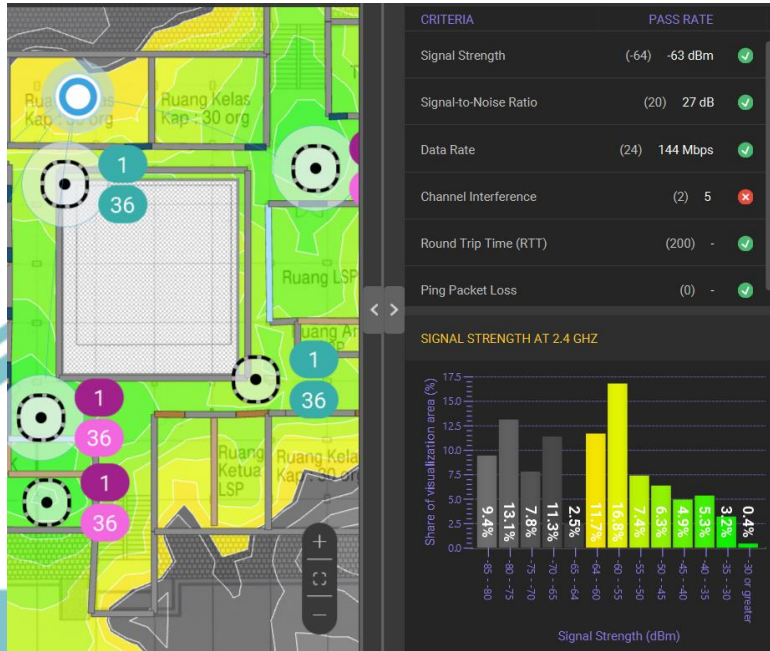 CRITERIA PASS RATE
Signal Strength (-64) -63 dBm
Signal-to-Noise Ratio (20) 27 dB
Data Rate (24) 144 Mbps
Channel Interference (2) 5
Round Trip Time (RTT) (200) -
Ping Packet Loss (0) -
SIGNAL STRENGTH AT 2.4 GHZ
Share of visualization area (%)
17.5
15.0
12.5
10.0
7.5
5.0
2.5
0.0
9.4%
13.1%
7.8%
11.3%
2.5%
11.7%
16.8%
7.4%
6.3%
4.9%
5.3%
3.2%
0.4%
-85 - -80
-80 - -75
-75 - -70
-70 - -65
-65 - -64
-64 - -60
-60 - -55
-55 - -50
-50 - -45
-45 - -40
-40 - -35
-35 - -30
-30 or greater
Signal Strength (dBm)
Ruang Kelas
Kap : 30 org
1
36
Ruang LSP
1
36
1
36
1
36
Ruang
Ketua
LSP